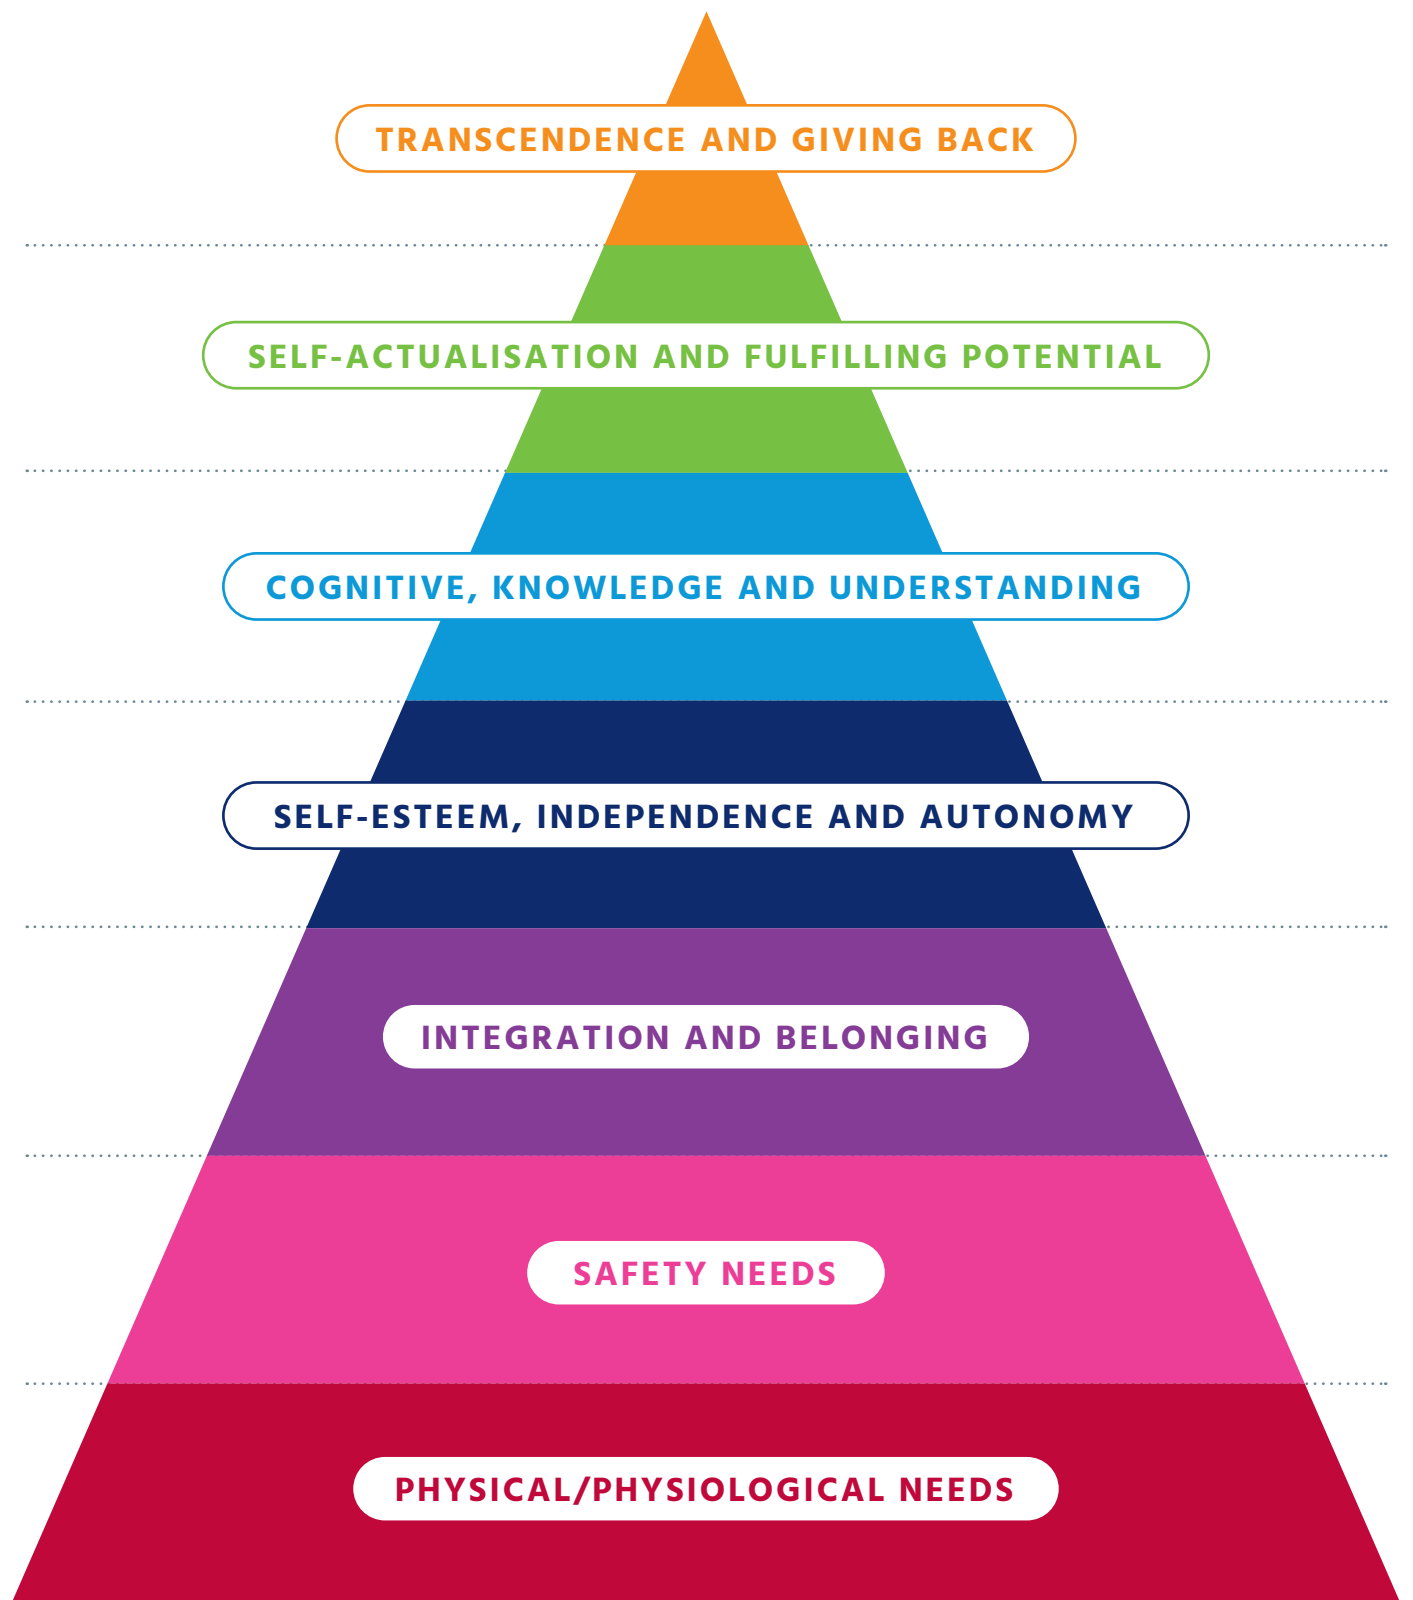 TRANSCENDENCE AND GIVING BACK
SELF-ACTUALISATION AND FULFILLING POTENTIAL
COGNITIVE, KNOWLEDGE AND UNDERSTANDING
SELF-ESTEEM, INDEPENDENCE AND AUTONOMY
INTEGRATION AND BELONGING
SAFETY NEEDS
PHYSICAL/PHYSIOLOGICAL NEEDS